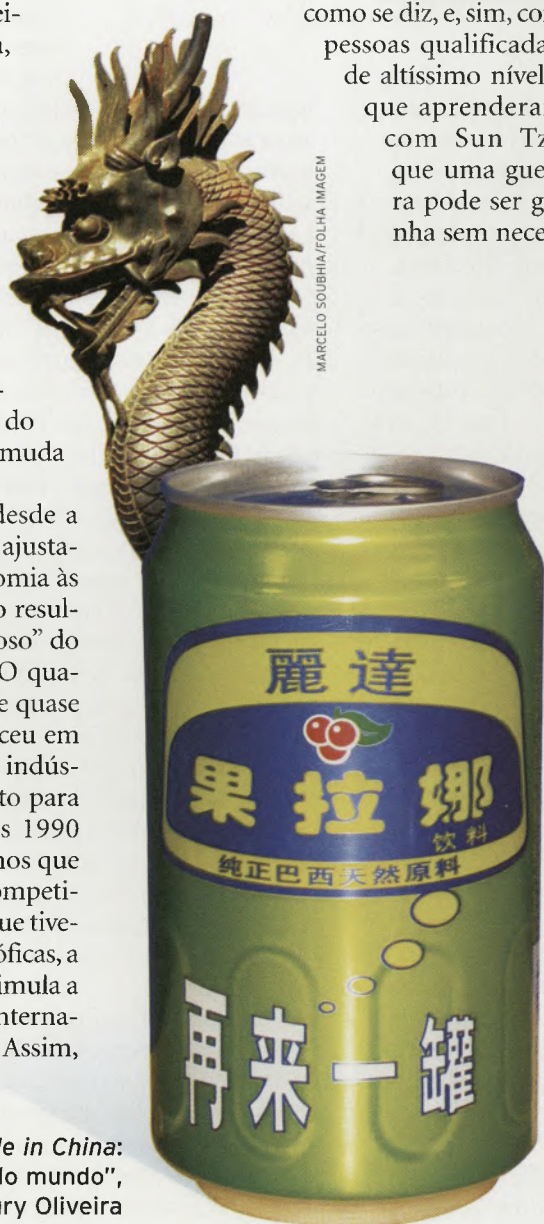 ei-
a,
-
do
muda
desde a
ajusta-
omia às
o resul-
oso” do
O qua-
e quase
ceu em
indús-
to para
s 1990
nos que
ompeti-
ue tive-
óficas, a
imula a
nterna-
Assim,
de in China:
do mundo”,
ury Oliveira
como se diz, e, sim, con
pessoas qualificada
de altíssimo nível
que aprendera
com Sun Tz
que uma gue
ra pode ser g
nha sem nece
MARCELO SOUBHIA/FOLHA IMAGEM
麗達
果拉娜
饮料
纯正巴西天然原料
再来一罐